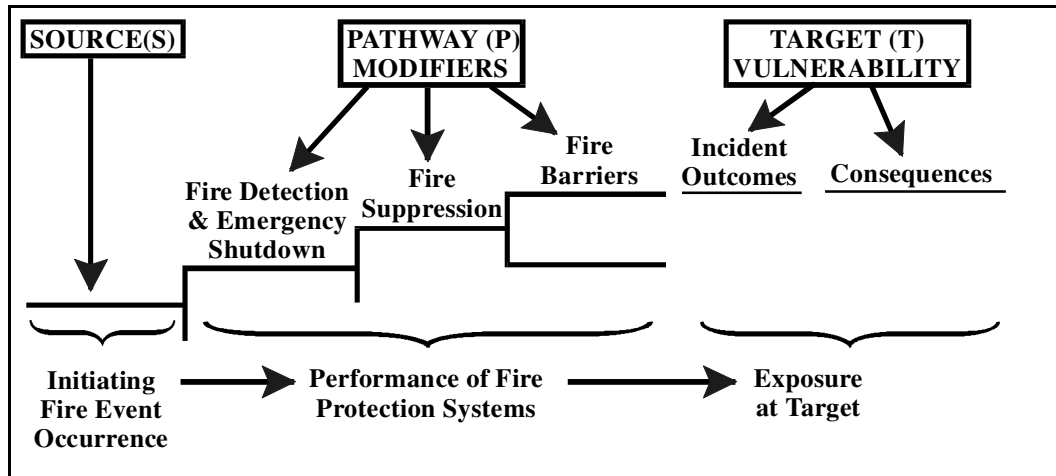 SOURCE(S)
PATHWAY (P)
MODIFIERS
TARGET (T)
VULNERABILITY
Fire Detection
& Emergency
Shutdown
Fire
Suppression
Fire
Barriers
Incident
Outcomes
Consequences
Initiating
Fire Event
Occurrence
Performance of Fire
Protection Systems
Exposure
at Target